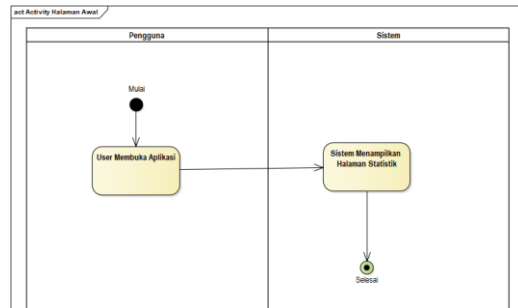 act Activity Halaman Awal
Pengguna
Sistem
Mulai
User Membuka Aplikasi
Sistem Menampilkan
Halaman Statistik
Selesai